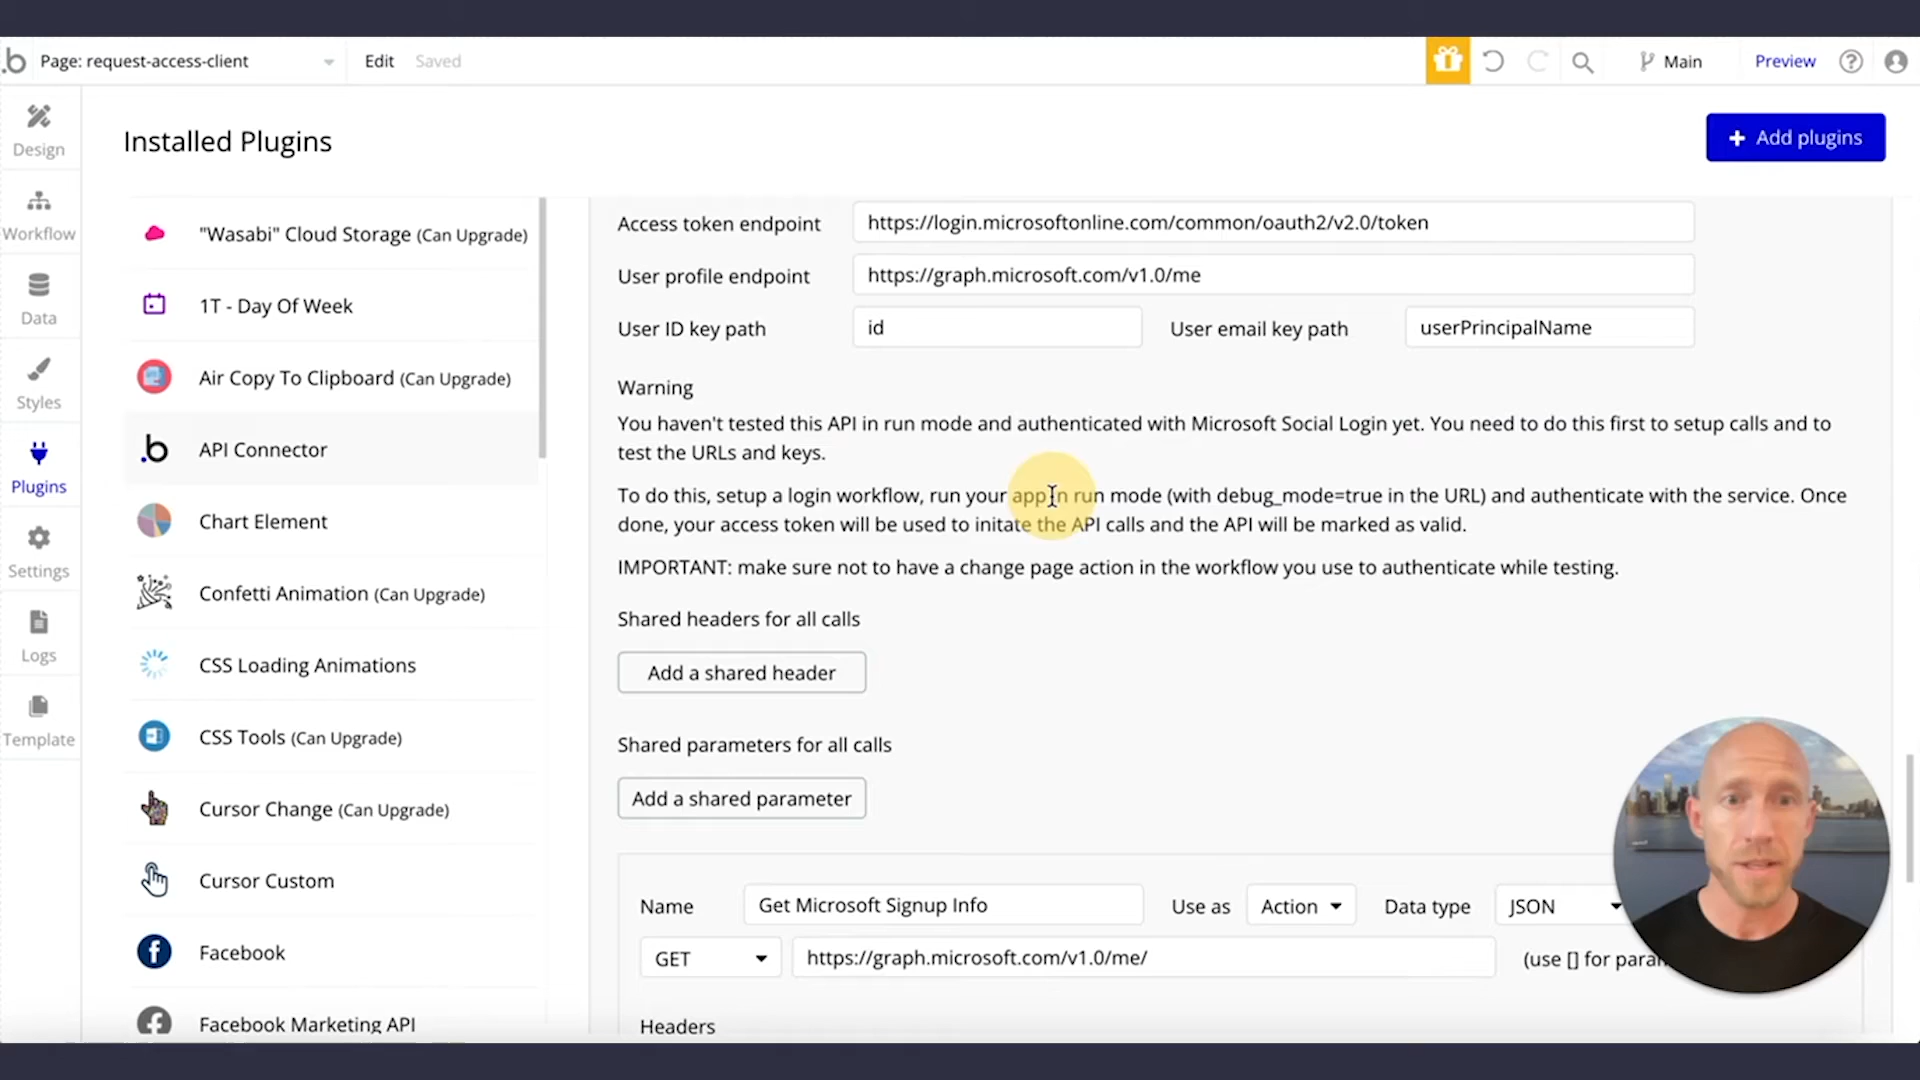 .b Page: request-access-client Edit Saved Main Preview ?
Installed Plugins
+ Add plugins
Design
Workflow
Data
Styles
Plugins
Settings
Logs
Template
"Wasabi" Cloud Storage (Can Upgrade)
1T - Day Of Week
Air Copy To Clipboard (Can Upgrade)
.b API Connector
Chart Element
Confetti Animation (Can Upgrade)
CSS Loading Animations
CSS Tools (Can Upgrade)
Cursor Change (Can Upgrade)
Cursor Custom
Facebook
Facebook Marketing API
Access token endpoint https://login.microsoftonline.com/common/oauth2/v2.0/token
User profile endpoint https://graph.microsoft.com/v1.0/me
User ID key path id User email key path userPrincipalName
Warning
You haven't tested this API in run mode and authenticated with Microsoft Social Login yet. You need to do this first to setup calls and to
test the URLs and keys.
To do this, setup a login workflow, run your app in run mode (with debug_mode=true in the URL) and authenticate with the service. Once
done, your access token will be used to initate the API calls and the API will be marked as valid.
IMPORTANT: make sure not to have a change page action in the workflow you use to authenticate while testing.
Shared headers for all calls
Add a shared header
Shared parameters for all calls
Add a shared parameter
Name Get Microsoft Signup Info Use as Action Data type JSON
GET https://graph.microsoft.com/v1.0/me/ (use [] for
Headers